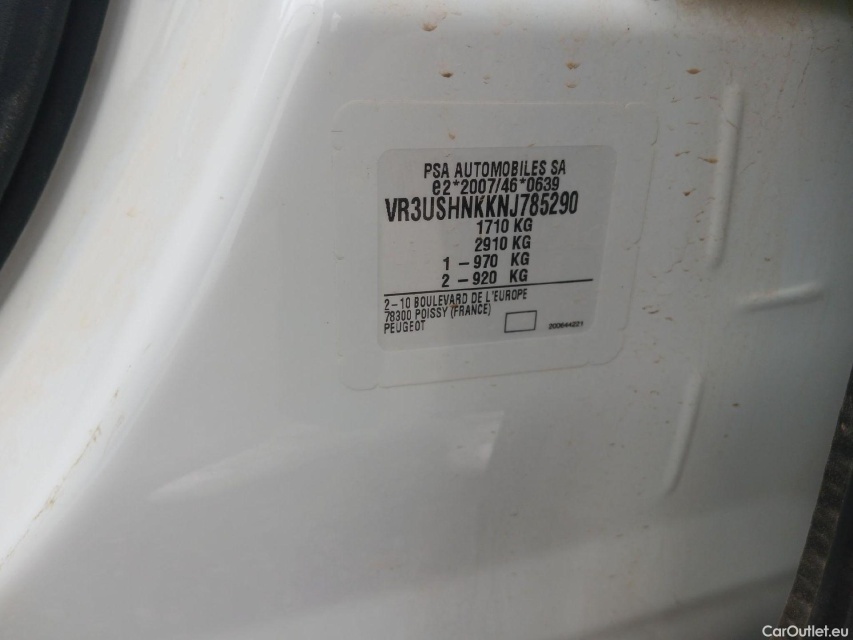 PSA AUTOMOBILES SA
e2*2007/46*0639
VR3USHNKKNJ785290
1710 KG
2910 KG
1 – 970 KG
2 – 920 KG
2 – 10 BOULEVARD DE L'EUROPE
78300 POISSY (FRANCE)
PEUGEOT
200644221
CarOutlet.eu